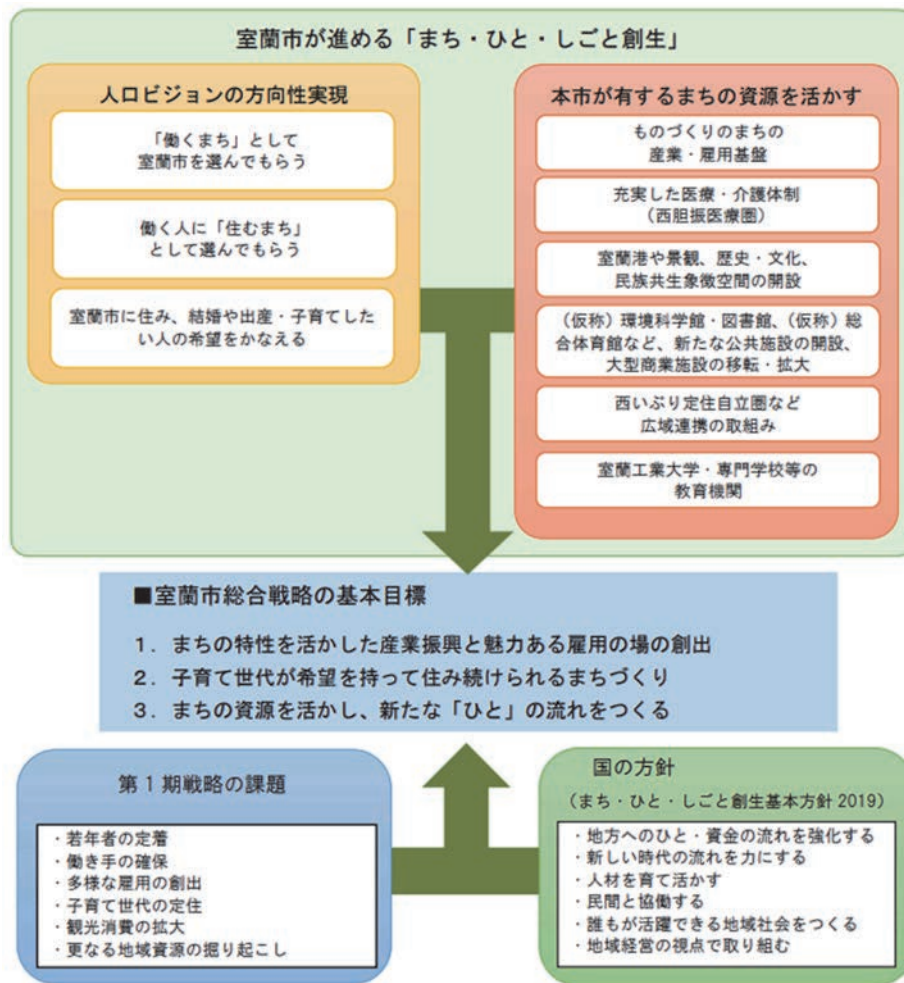 室蘭市が進める「まち・ひと・しごと創生」
人口ビジョンの方向性実現
「働くまち」として
室蘭市を選んでもらう
働く人に「住むまち」
として選んでもらう
室蘭市に住み、結婚や出産・子育てした
い人の希望をかなえる
本市が有するまちの資源を活かす
ものづくりのまちの
産業・雇用基盤
充実した医療・介護体制
（西胆振医療圏）
室蘭港や景観、歴史・文化、
民族共生象徴空間の開設
（仮称）環境科学館・図書館、（仮称）総
合体育館など、新たな公共施設の開設、
大型商業施設の移転・拡大
西いぶり定住自立圏など
広域連携の取組み
室蘭工業大学・専門学校等の
教育機関
■室蘭市総合戦略の基本目標
１．まちの特性を活かした産業振興と魅力ある雇用の場の創出
２．子育て世代が希望を持って住み続けられるまちづくり
３．まちの資源を活かし、新たな「ひと」の流れをつくる
第１期戦略の課題
・若年者の定着
・働き手の確保
・多様な雇用の創出
・子育て世代の定住
・観光消費の拡大
・更なる地域資源の掘り起こし
国の方針
（まち・ひと・しごと創生基本方針 2019）
・地方へのひと・資金の流れを強化する
・新しい時代の流れを力にする
・人材を育て活かす
・民間と協働する
・誰もが活躍できる地域社会をつくる
・地域経営の視点で取り組む